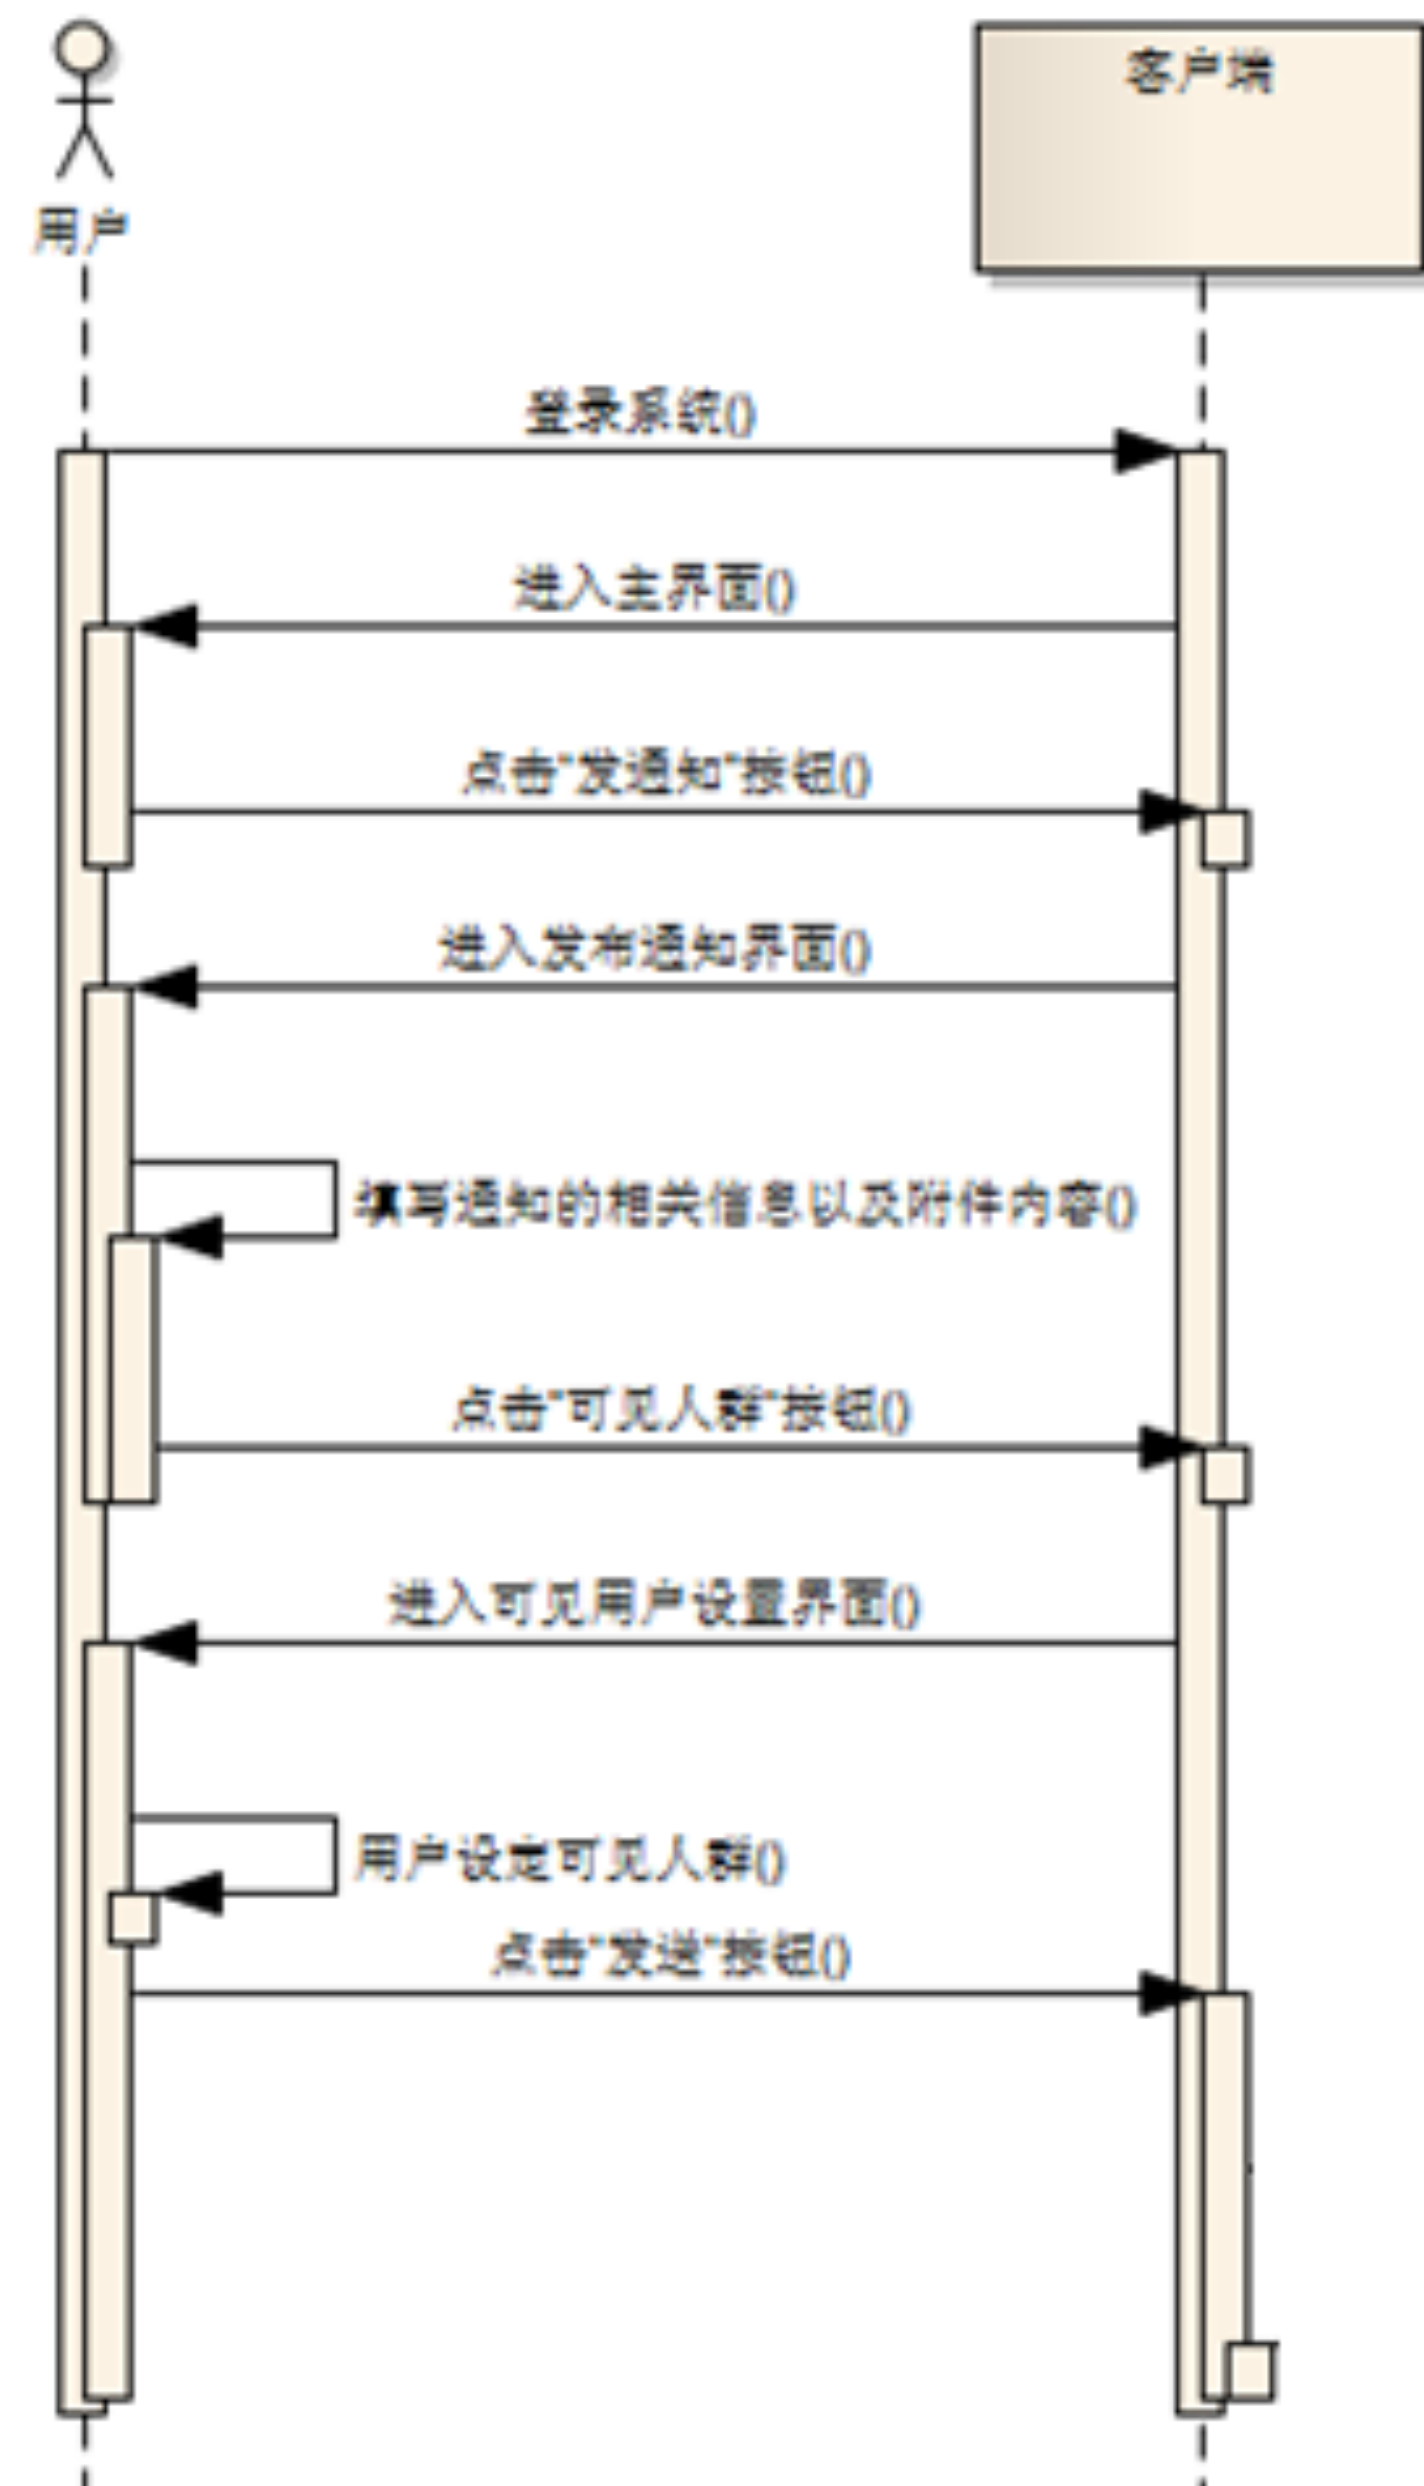 用户
客户端
登录系统()
进入主界面()
点击"发通知"按钮()
进入发布通知界面()
填写通知的相关信息以及附件内容()
点击"可见人群"按钮()
进入可见用户设置界面()
用户设定可见人群()
点击"发送"按钮()